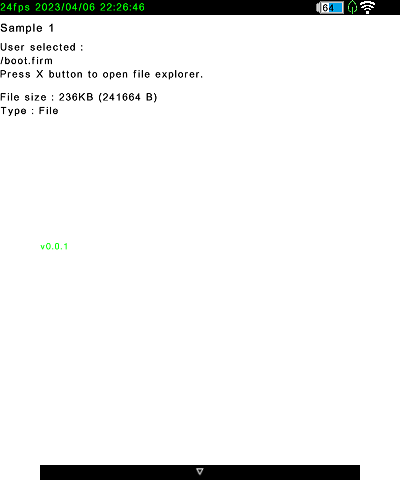 24fps 2023/04/06 22:26:46 64
Sample 1
User selected :
/boot.firm
Press X button to open file explorer.
File size : 236KB (241664 B)
Type : File
v0.0.1